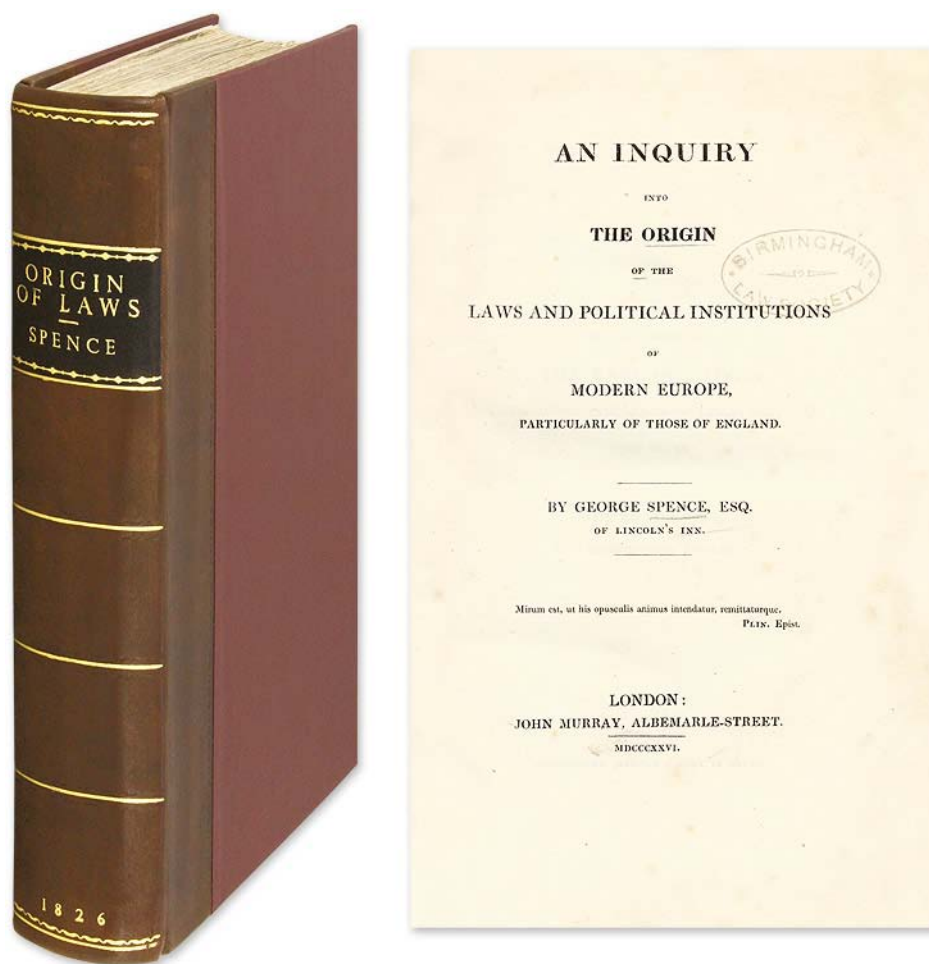 ORIGIN
OF LAWS
SPENCE
1826
AN INQUIRY
INTO
THE ORIGIN
OF THE
BIRMINGHAM
LAW SOCIETY
LAWS AND POLITICAL INSTITUTIONS
OF
MODERN EUROPE,
PARTICULARLY OF THOSE OF ENGLAND.
BY GEORGE SPENCE, ESQ.
OF LINCOLN'S INN.
Mirum est, ut his opusculis animus intendatur, remittaturque.
PLIN. Epist.
LONDON:
JOHN MURRAY, ALBEMARLE-STREET.
MDCCCXXVI.